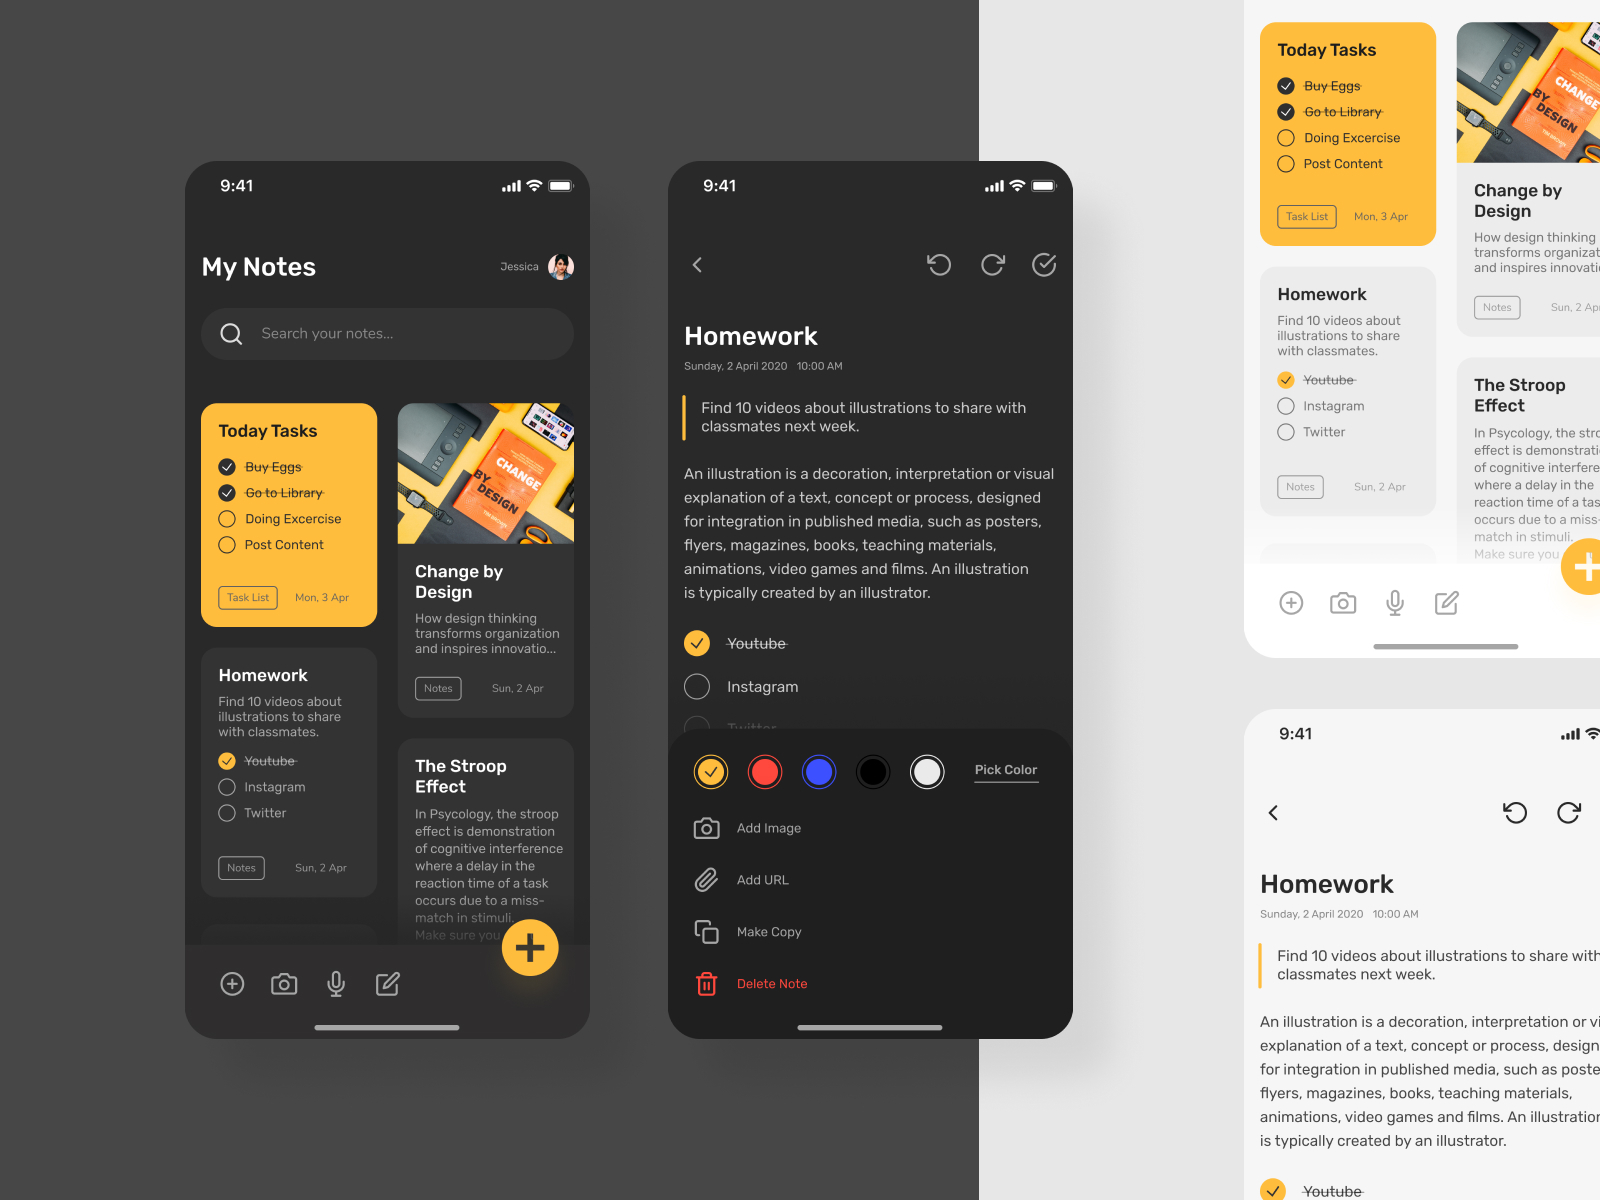 9:41
My Notes
Jessica
Search your notes...
Today Tasks
Buy Eggs
Go to Library
Doing Excercise
Post Content
Task List
Mon, 3 Apr
Homework
Find 10 videos about
illustrations to share
with classmates.
Youtube
Instagram
Twitter
Notes
Sun, 2 Apr
CHANGE
BY
DESIGN
TIM BROWN
Change by
Design
How design thinking
transforms organization
and inspires innovatio...
Notes
Sun, 2 Apr
The Stroop
Effect
In Psycology, the stroop
effect is demonstration
of cognitive interference
where a delay in the
reaction time of a task
occurs due to a miss-
match in stimuli.
Make sure you
9:41
Homework
Sunday, 2 April 2020 10:00 AM
Find 10 videos about illustrations to share with
classmates next week.
An illustration is a decoration, interpretation or visual
explanation of a text, concept or process, designed
for integration in published media, such as posters,
flyers, magazines, books, teaching materials,
animations, video games and films. An illustration
is typically created by an illustrator.
Youtube
Instagram
Twitter
Pick Color
Add Image
Add URL
Make Copy
Delete Note
Today Tasks
Buy Eggs
Go to Library
Doing Excercise
Post Content
Task List
Mon, 3 Apr
Homework
Find 10 videos about
illustrations to share
with classmates.
Youtube
Instagram
Twitter
Notes
Sun, 2 Apr
CHANGE
BY
DESIGN
TIM BROWN
Change by
Design
How design thinking
transforms organizat
and inspires innovati
Notes
Sun, 2 Ap
The Stroop
Effect
In Psycology, the stro
effect is demonstrati
of cognitive interfere
where a delay in the
reaction time of a tas
occurs due to a miss-
match in stimuli.
Make sure you
9:41
Homework
Sunday, 2 April 2020 10:00 AM
Find 10 videos about illustrations to share with
classmates next week.
An illustration is a decoration, interpretation or vi
explanation of a text, concept or process, design
for integration in published media, such as poste
flyers, magazines, books, teaching materials,
animations, video games and films. An illustration
is typically created by an illustrator.
Youtube